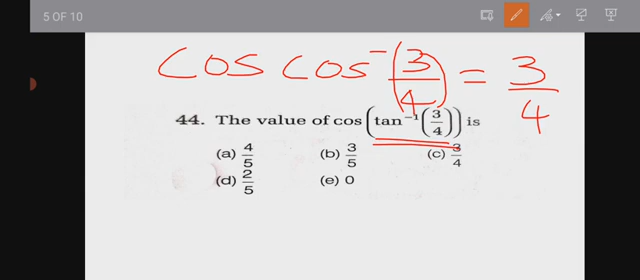 5 OF 10
cos cos⁻(3/4) = 3/4
44. The value of cos (tan⁻¹(3/4)) is
(a) 4/5 (b) 3/5 (c) 3/4
(d) 2/5 (e) 0